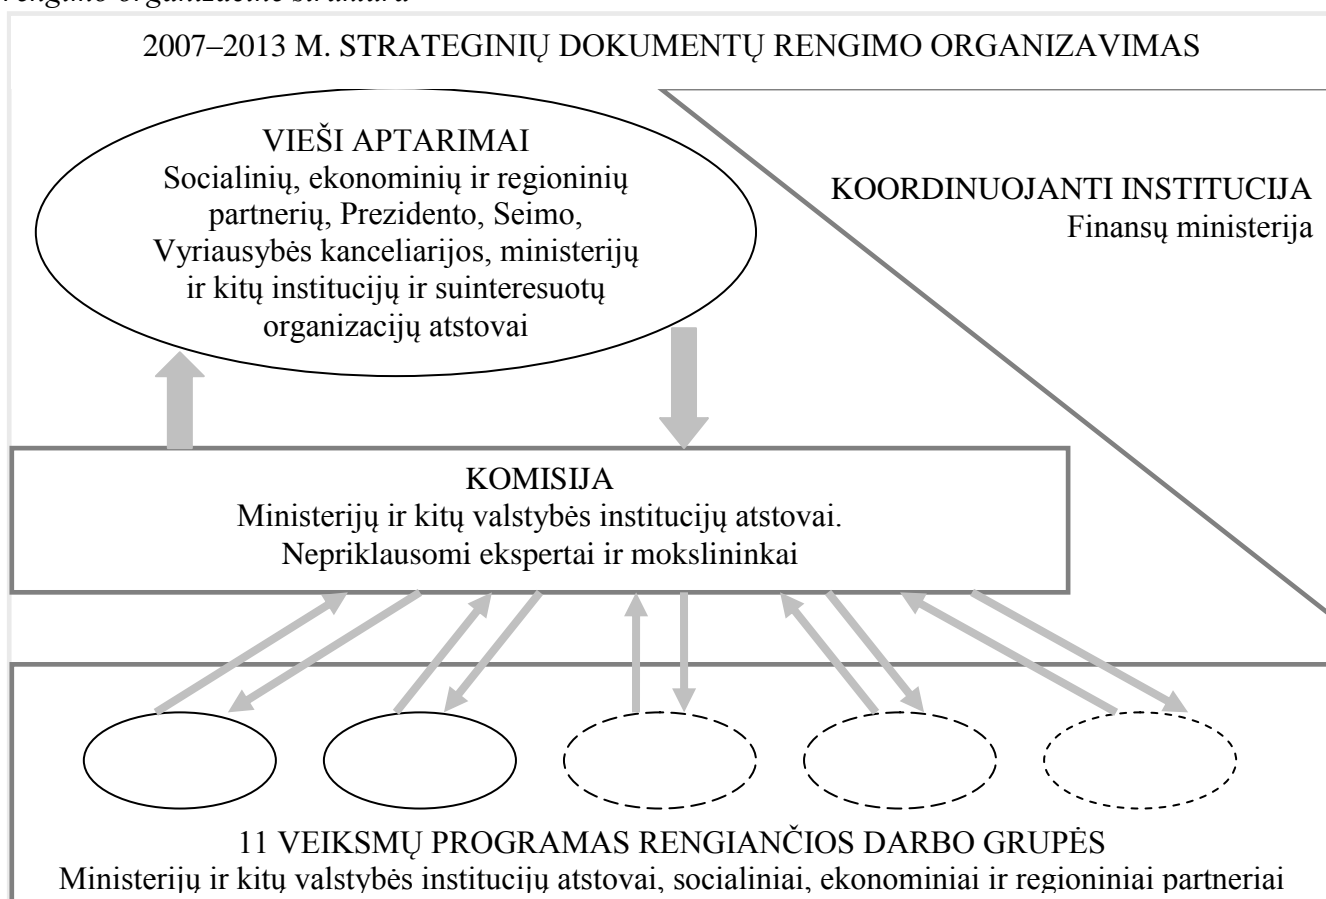 rengimo organizacinė struktūra
2007–2013 M. STRATEGINIŲ DOKUMENTŲ RENGIMO ORGANIZAVIMAS
VIEŠI APTARIMAI
Socialinių, ekonominių ir regioninių
partnerių, Prezidento, Seimo,
Vyriausybės kanceliarijos, ministerijų
ir kitų institucijų ir suinteresuotų
organizacijų atstovai
KOORDINUOJANTI INSTITUCIJA
Finansų ministerija
KOMISIJA
Ministerijų ir kitų valstybės institucijų atstovai.
Nepriklausomi ekspertai ir mokslininkai
11 VEIKSMŲ PROGRAMAS RENGIANČIOS DARBO GRUPĖS
Ministerijų ir kitų valstybės institucijų atstovai, socialiniai, ekonominiai ir regioniniai partneriai